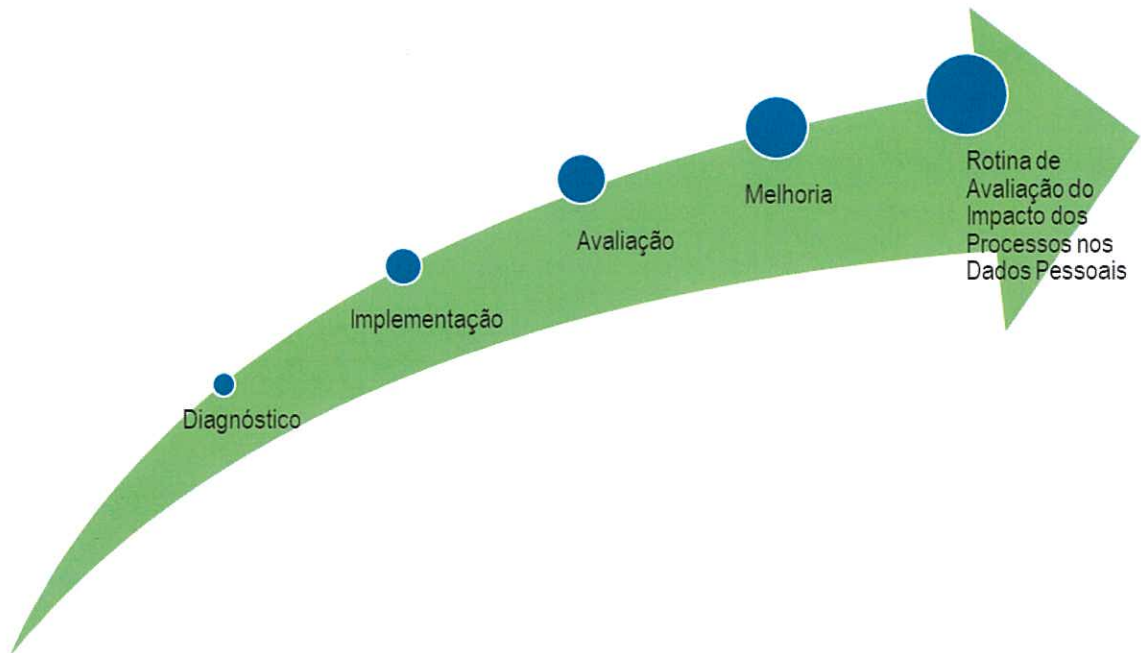 Diagnóstico
Implementação
Avaliação
Melhoria
Rotina de
Avaliação do
Impacto dos
Processos nos
Dados Pessoais